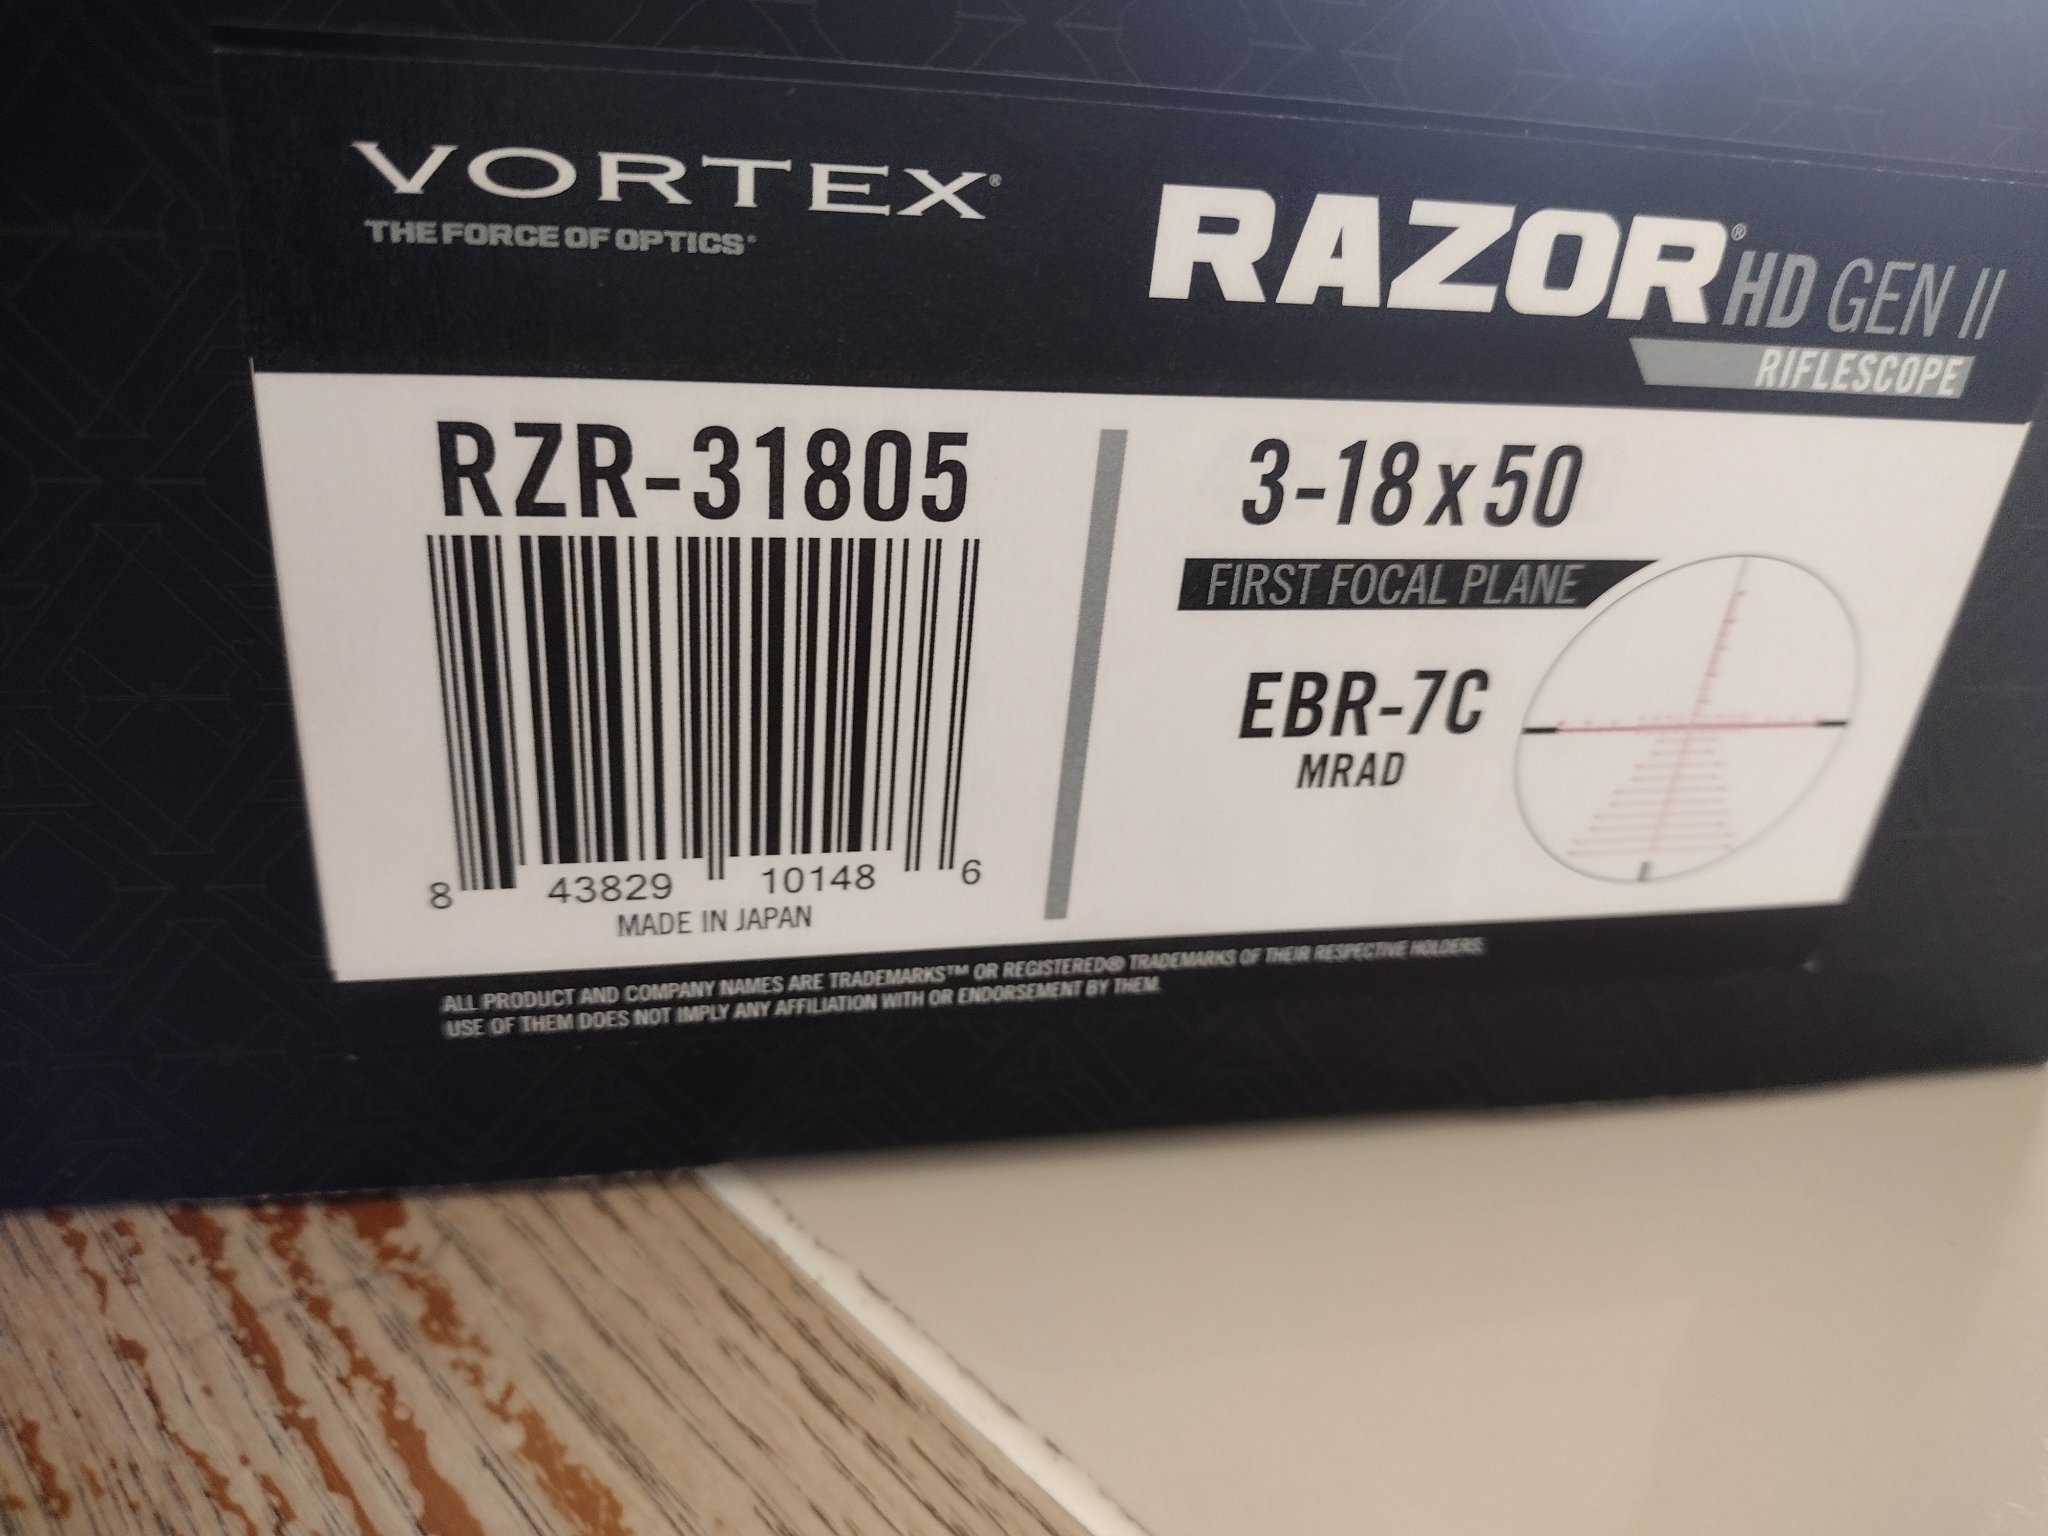 VORTEX®
THE FORCE OF OPTICS®
RAZOR® HD GEN II
RIFLESCOPE
RZR-31805
8 43829 10148 6
MADE IN JAPAN
3-18x50
FIRST FOCAL PLANE
EBR-7C
MRAD
ALL PRODUCT AND COMPANY NAMES ARE TRADEMARKS™ OR REGISTERED® TRADEMARKS OF THEIR RESPECTIVE HOLDERS.
USE OF THEM DOES NOT IMPLY ANY AFFILIATION WITH OR ENDORSEMENT BY THEM.